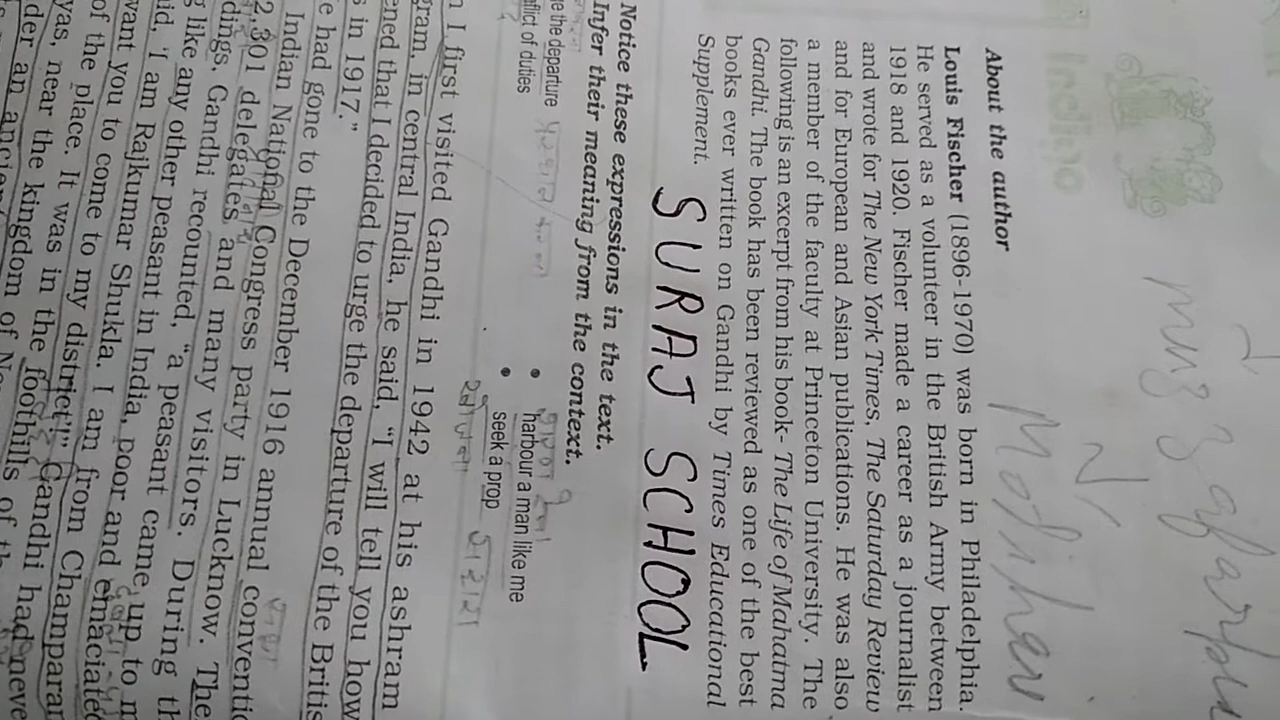 Indigo
About the author
Louis Fischer (1896-1970) was born in Philadelphia.
He served as a volunteer in the British Army between
1918 and 1920. Fischer made a career as a journalist
and wrote for The New York Times, The Saturday Review
and for European and Asian publications. He was also
a member of the faculty at Princeton University. The
following is an excerpt from his book- The Life of Mahatma
Gandhi. The book has been reviewed as one of the best
books ever written on Gandhi by Times Educational
Supplement.
SURAJ SCHOOL
Notice these expressions in the text.
Infer their meaning from the context.
ge the departure
harbour a man like me
nflict of duties
seek a prop
I first visited Gandhi in 1942 at his ashram
gram, in central India, he said, “I will tell you how
ened that I decided to urge the departure of the Britis
s in 1917.”
e had gone to the December 1916 annual conventio
Indian National Congress party in Lucknow. The
2,301 delegates and many visitors. During th
dings, Gandhi recounted, “a peasant came up to m
g like any other peasant in India, poor and emaciated
id, ‘I am Rajkumar Shukla. I am from Champaran
want you to come to my district!’” Gandhi had neve
of the place. It was in the foothills of th
yas, near the kingdom of Ne
der an ancient